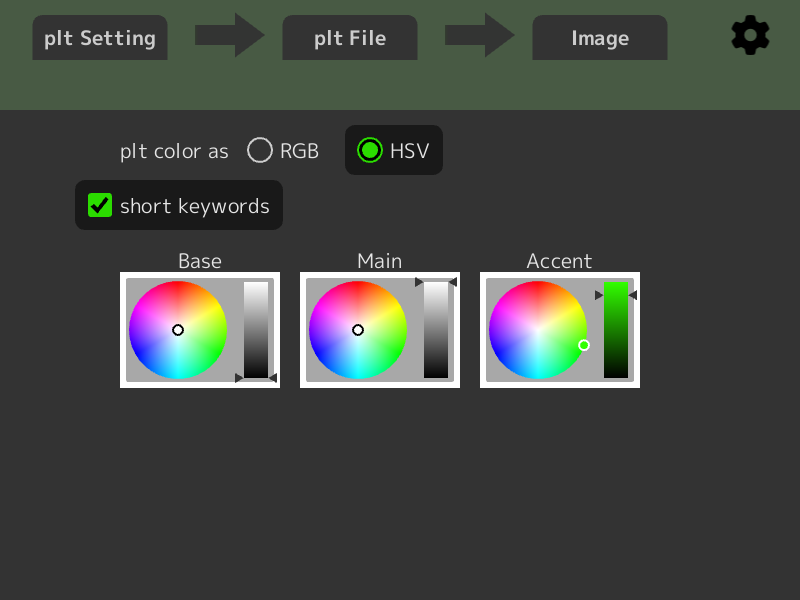 plt Setting
plt File
Image
plt color as RGB HSV
short keywords
Base
Main
Accent